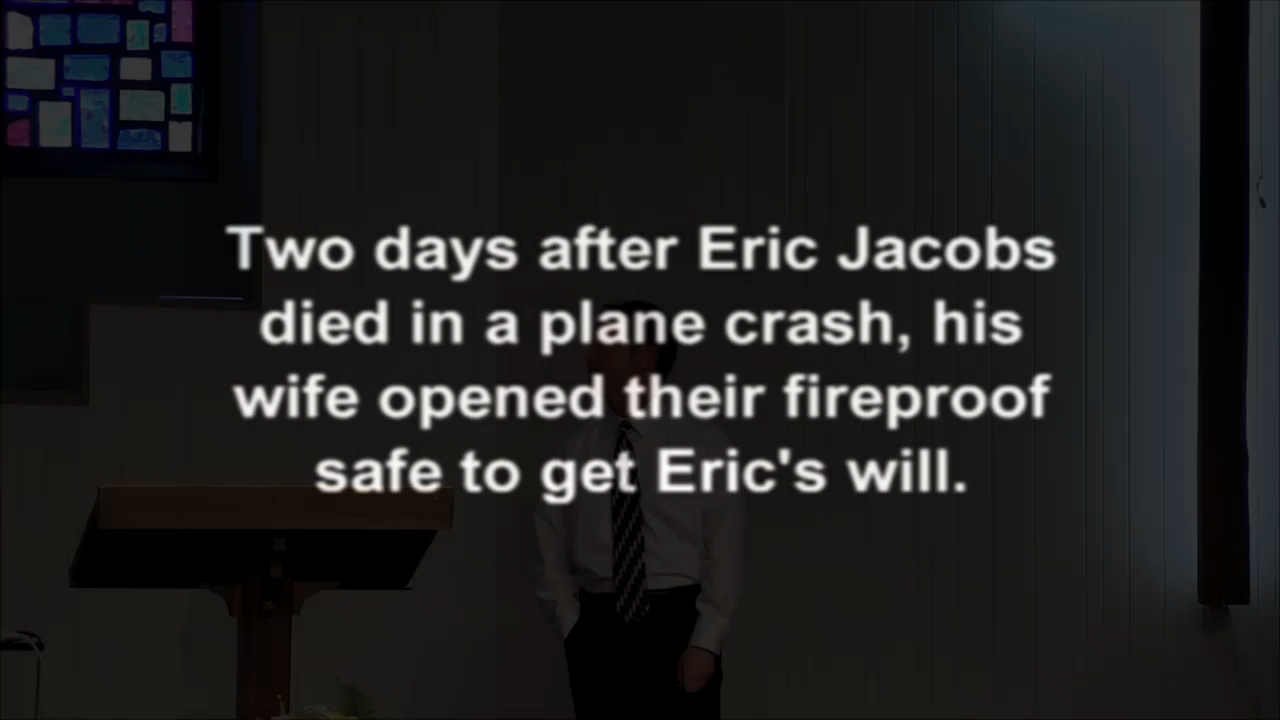 Two days after Eric Jacobs
died in a plane crash, his
wife opened their fireproof
safe to get Eric's will.